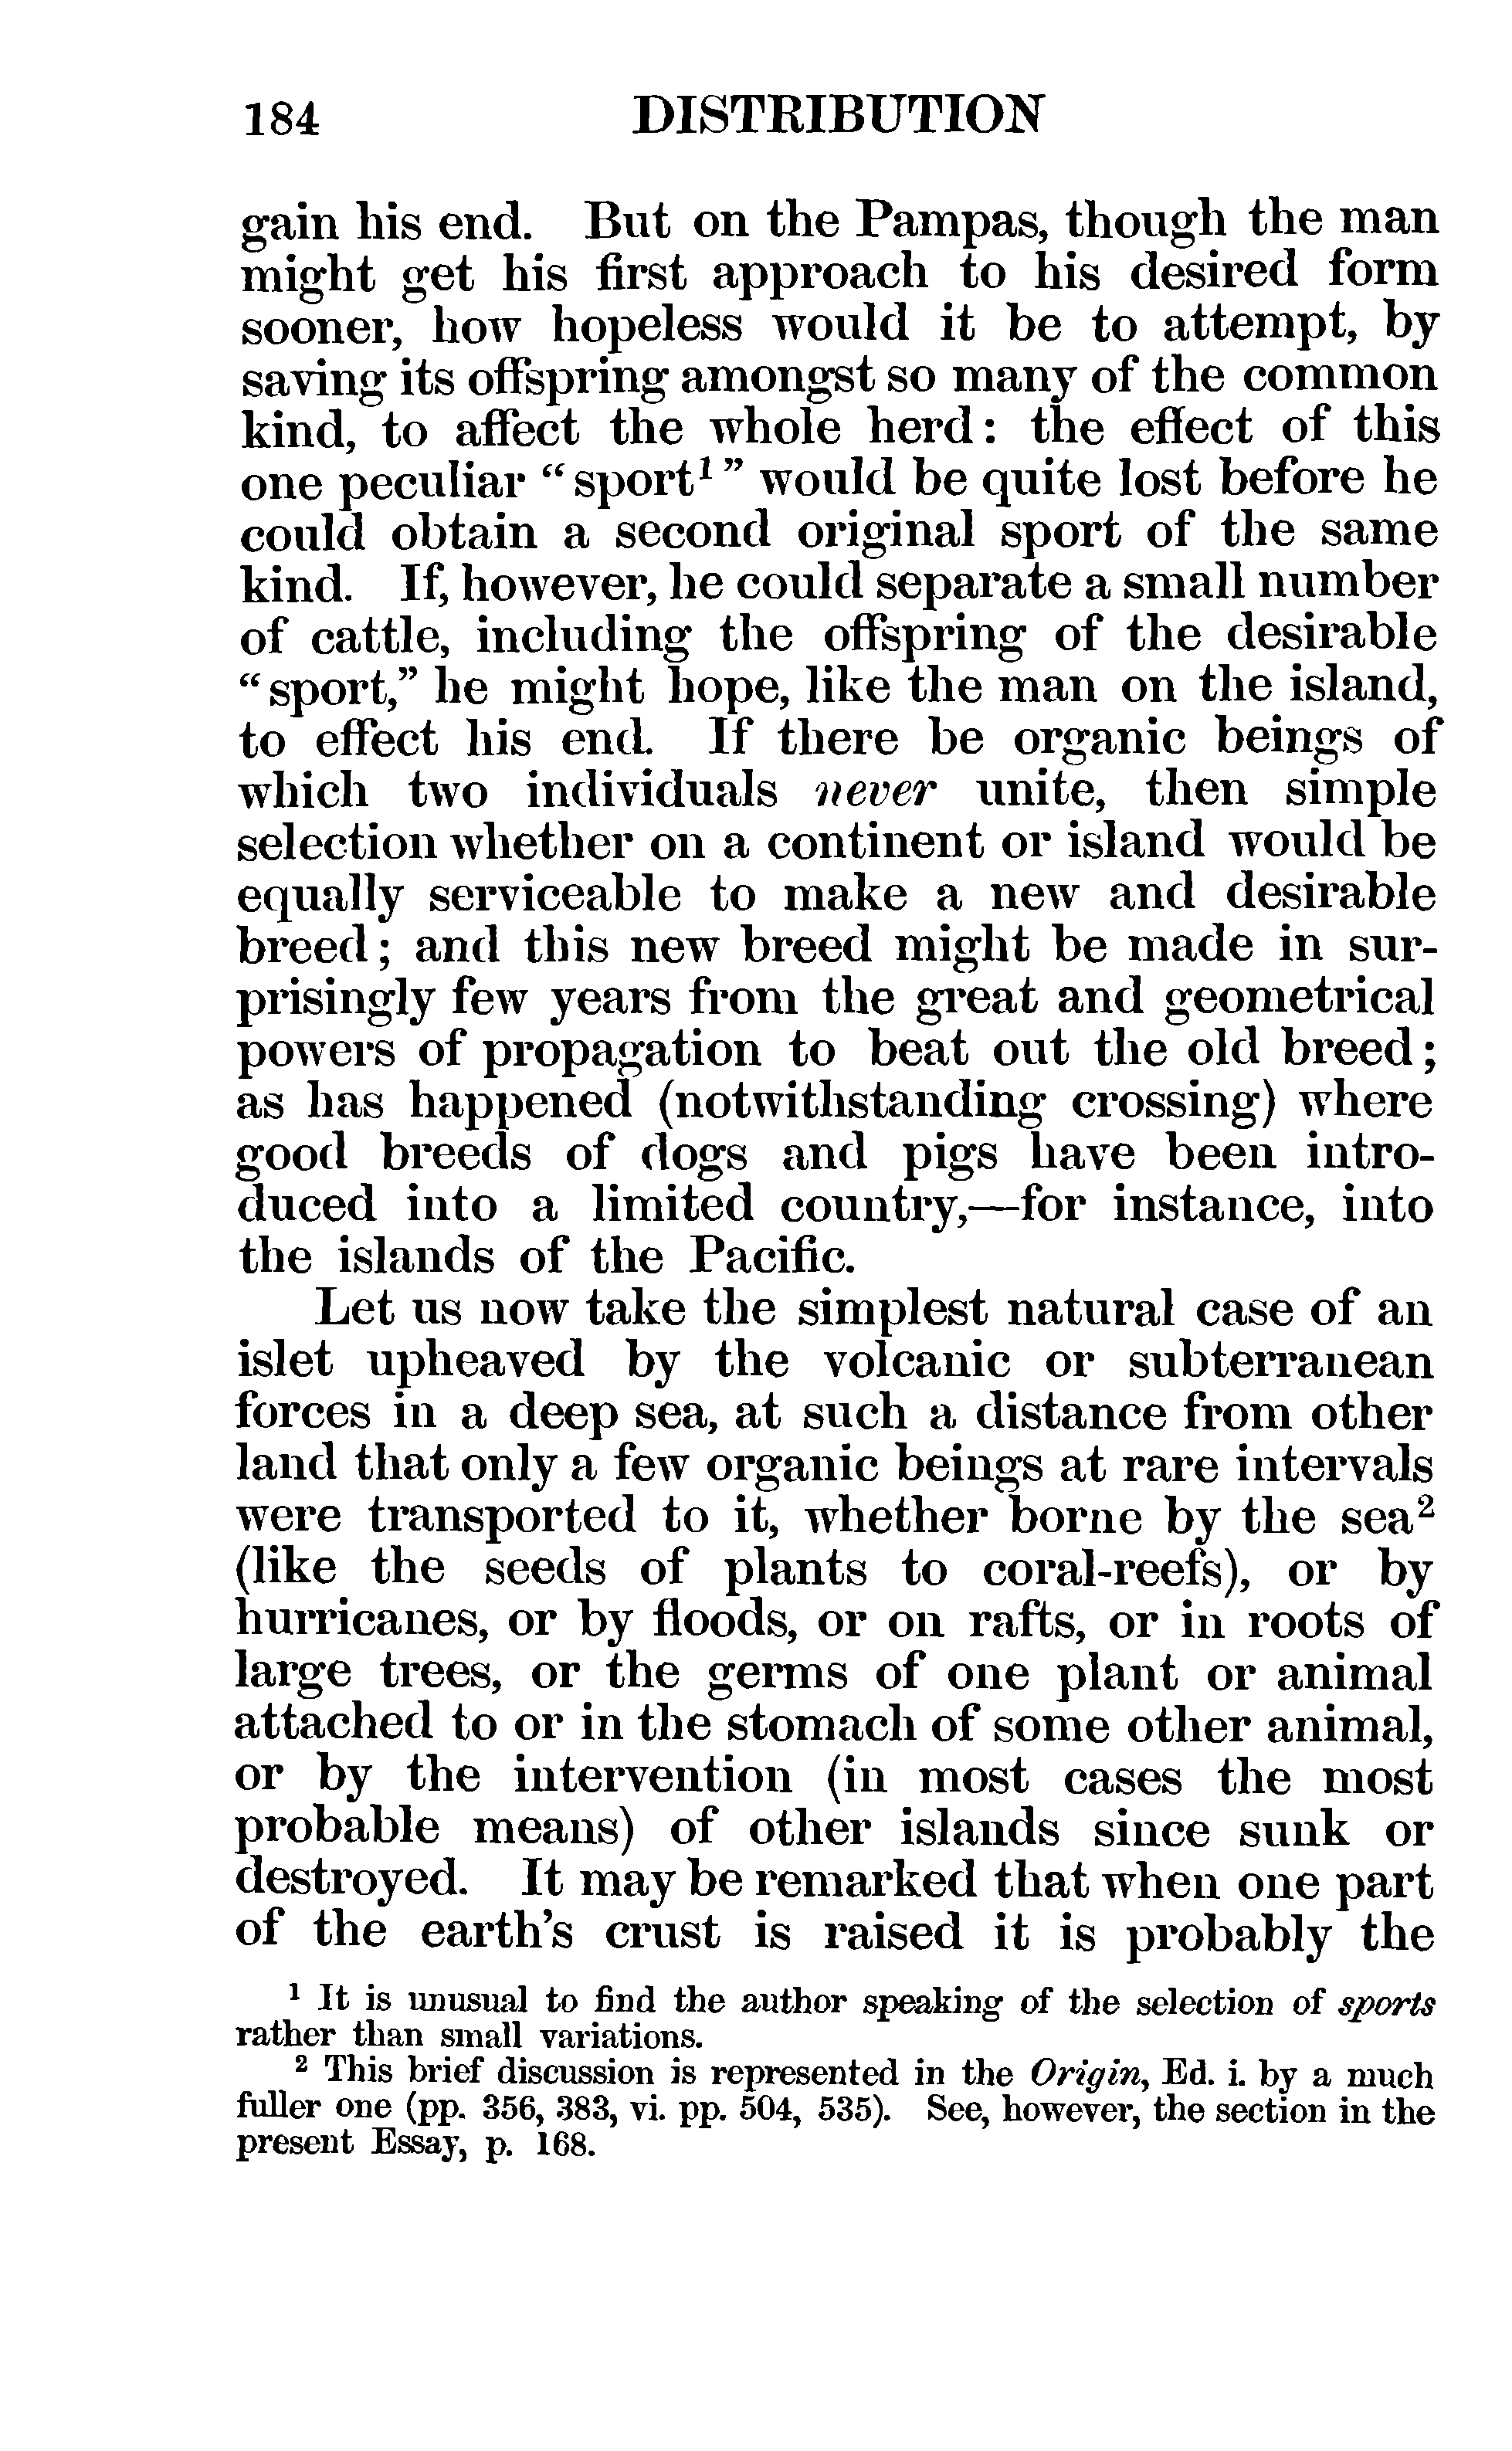 184 DISTRIBUTION
gain his end. But on the Pampas, though the man
might get his first approach to his desired form
sooner, how hopeless would it be to attempt, by
saving its offspring amongst so many of the common
kind, to affect the whole herd: the effect of this
one peculiar “sport¹” would be quite lost before he
could obtain a second original sport of the same
kind. If, however, he could separate a small number
of cattle, including the offspring of the desirable
“sport,” he might hope, like the man on the island,
to effect his end. If there be organic beings of
which two individuals never unite, then simple
selection whether on a continent or island would be
equally serviceable to make a new and desirable
breed; and this new breed might be made in sur-
prisingly few years from the great and geometrical
powers of propagation to beat out the old breed;
as has happened (notwithstanding crossing) where
good breeds of dogs and pigs have been intro-
duced into a limited country,—for instance, into
the islands of the Pacific.
Let us now take the simplest natural case of an
islet upheaved by the volcanic or subterranean
forces in a deep sea, at such a distance from other
land that only a few organic beings at rare intervals
were transported to it, whether borne by the sea²
(like the seeds of plants to coral-reefs), or by
hurricanes, or by floods, or on rafts, or in roots of
large trees, or the germs of one plant or animal
attached to or in the stomach of some other animal,
or by the intervention (in most cases the most
probable means) of other islands since sunk or
destroyed. It may be remarked that when one part
of the earth’s crust is raised it is probably the
¹ It is unusual to find the author speaking of the selection of sports
rather than small variations.
² This brief discussion is represented in the Origin, Ed. i. by a much
fuller one (pp. 356, 383, vi. pp. 504, 535). See, however, the section in the
present Essay, p. 168.